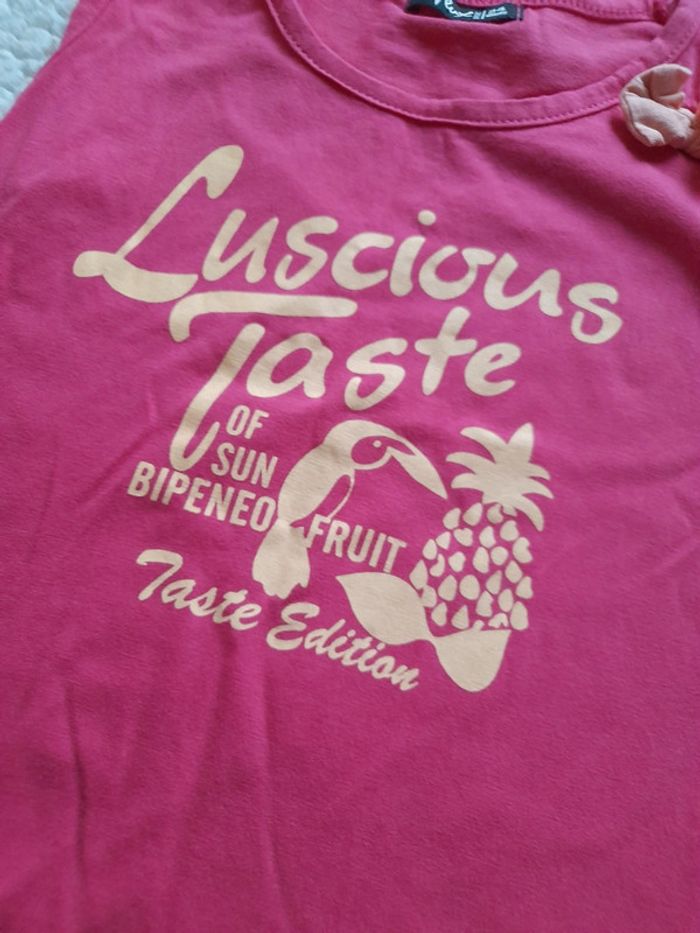 Luscious
Taste
OF
SUN
BIPENEO FRUIT
Taste Edition